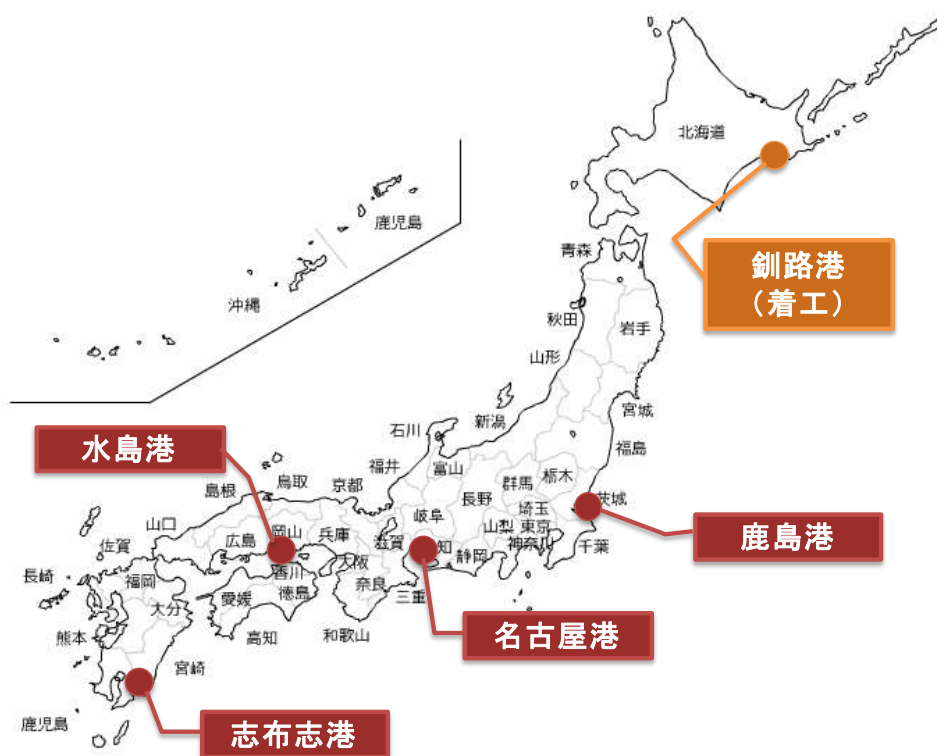 北海道
釧路港
（着工）
鹿児島
沖縄
青森
秋田
岩手
山形
宮城
新潟
石川
福島
水島港
富山
福井
群馬
栃木
鳥取
京都
島根
長野
茨城
埼玉
岐阜
山口
岡山
兵庫
山梨
東京
広島
滋賀
知
神奈川
千葉
鹿島港
佐賀
静岡
大阪
香川
長崎
福岡
奈良
愛媛
徳島
三重
大分
名古屋港
熊本
高知
和歌山
宮崎
鹿児島
志布志港